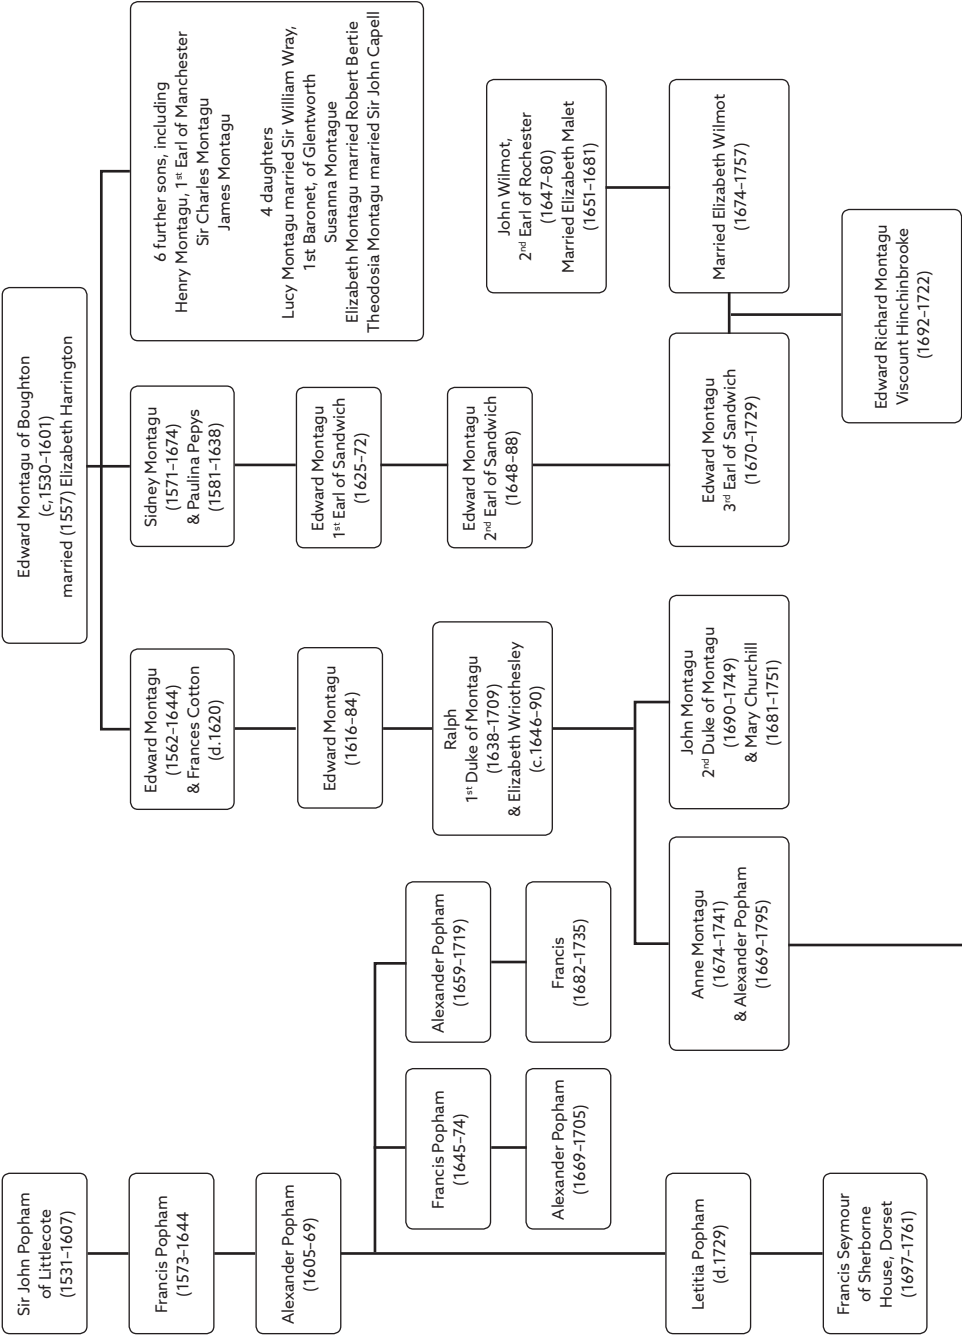 Sir John Popham
of Littlecote
(1531–1607)
Francis Popham
(1573–1644
Alexander Popham
(1605–69)
Francis Popham
(1645–74)
Alexander Popham
(1669–1705)
Alexander Popham
(1659–1719)
Francis
(1682–1735)
Letitia Popham
(d.1729)
Francis Seymour
of Sherborne
House, Dorset
(1697–1761)
Edward Montagu of Boughton
(c,1530–1601)
married (1557) Elizabeth Harrington
Edward Montagu
(1562–1644)
& Frances Cotton
(d.1620)
Edward Montagu
(1616–84)
Ralph
1st Duke of Montagu
(1638–1709)
& Elizabeth Wriothesley
(c.1646–90)
Anne Montagu
(1674–1741)
& Alexander Popham
(1669–1795)
John Montagu
2nd Duke of Montagu
(1690–1749)
& Mary Churchill
(1681–1751)
Sidney Montagu
(1571–1674)
& Paulina Pepys
(1581–1638)
Edward Montagu
1st Earl of Sandwich
(1625–72)
Edward Montagu
2nd Earl of Sandwich
(1648–88)
Edward Montagu
3rd Earl of Sandwich
(1670–1729)
6 further sons, including
Henry Montagu, 1st Earl of Manchester
Sir Charles Montagu
James Montagu
4 daughters
Lucy Montagu married Sir William Wray,
1st Baronet, of Glentworth
Susanna Montague
Elizabeth Montagu married Robert Bertie
Theodosia Montagu married Sir John Capell
John Wilmot,
2nd Earl of Rochester
(1647–80)
Married Elizabeth Malet
(1651–1681)
Married Elizabeth Wilmot
(1674–1757)
Edward Richard Montagu
Viscount Hinchinbrooke
(1692–1722)